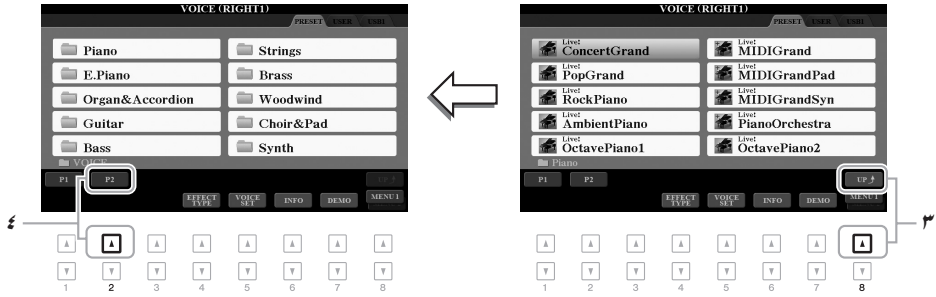 VOICE (RIGHT1)
PRESET USER USB1
Piano
Strings
E.Piano
Brass
Organ&Accordion
Woodwind
Guitar
Choir&Pad
Bass
Synth
VOICE
P1 P2 UP
EFFECT TYPE
VOICE SET
INFO
DEMO
MENU 1
٤
1 2 3 4 5 6 7 8
VOICE (RIGHT1)
PRESET USER USB1
Live!
ConcertGrand
Live!
MIDIGrand
Live!
PopGrand
Live!
MIDIGrandPad
Live!
RockPiano
Live!
MIDIGrandSyn
Live!
AmbientPiano
Live!
PianoOrchestra
Live!
OctavePiano1
Live!
OctavePiano2
Piano
P1 P2 UP
EFFECT TYPE
VOICE SET
INFO
DEMO
MENU 1
٣
1 2 3 4 5 6 7 8